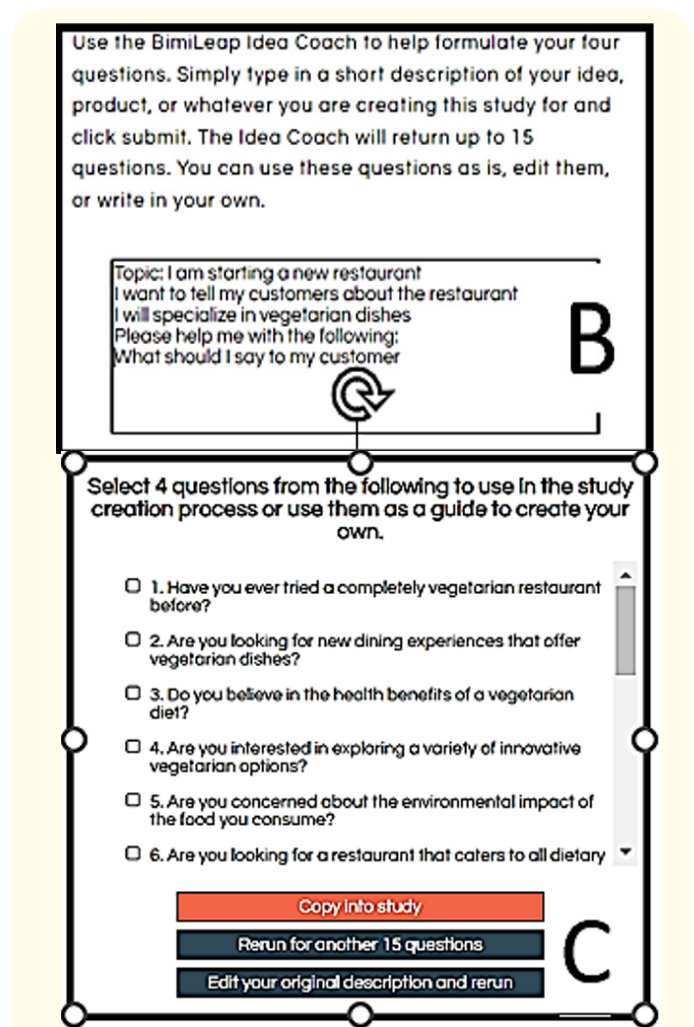 Use the BimiLeap Idea Coach to help formulate your four
questions. Simply type in a short description of your idea,
product, or whatever you are creating this study for and
click submit. The Idea Coach will return up to 15
questions. You can use these questions as is, edit them,
or write in your own.
Topic: I am starting a new restaurant
I want to tell my customers about the restaurant
I will specialize in vegetarian dishes
Please help me with the following:
What should I say to my customer
B
Select 4 questions from the following to use in the study
creation process or use them as a guide to create your
own.
1. Have you ever tried a completely vegetarian restaurant
before?
2. Are you looking for new dining experiences that offer
vegetarian dishes?
3. Do you believe in the health benefits of a vegetarian
diet?
4. Are you interested in exploring a variety of innovative
vegetarian options?
5. Are you concerned about the environmental impact of
the food you consume?
6. Are you looking for a restaurant that caters to all dietary
Copy into study
Rerun for another 15 questions
Edit your original description and rerun
C